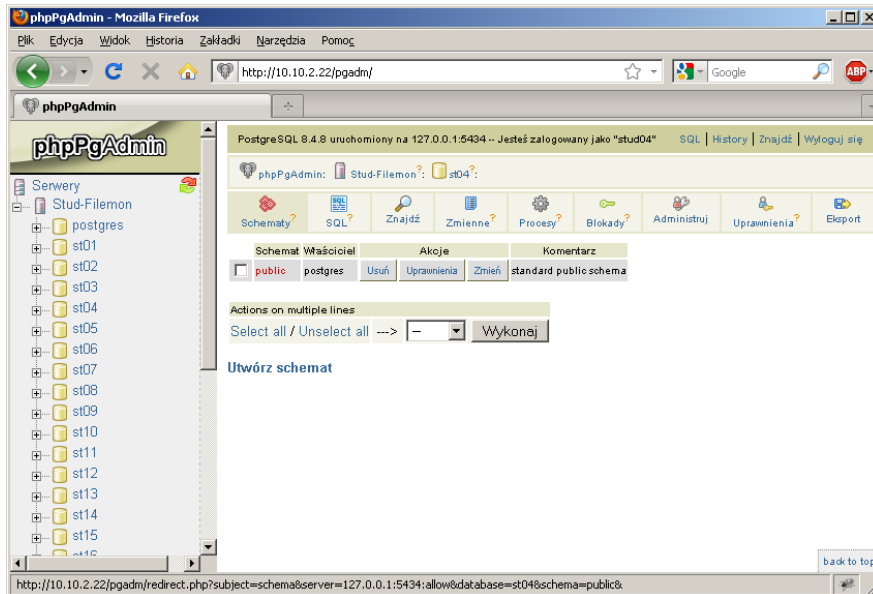 phpPgAdmin - Mozilla Firefox
Plik Edycja Widok Historia Zakładki Narzędzia Pomoc
http://10.10.2.22/pgadm/ Google ABP
phpPgAdmin
phpPgAdmin
Serwery
Stud-Filemon
postgres
st01
st02
st03
st04
st05
st06
st07
st08
st09
st10
st11
st12
st13
st14
st15
st16
PostgreSQL 8.4.8 uruchomiony na 127.0.0.1:5434 -- Jesteś zalogowany jako "stud04" SQL | History | Znajdź | Wyloguj się
phpPgAdmin: Stud-Filemon?: st04?:
Schematy? SQL? Znajdź Zmienne? Procesy? Blokady? Administruj Uprawnienia? Eksport
Schemat Właściciel Akcje Komentarz
public postgres Usuń Uprawnienia Zmień standard public schema
Actions on multiple lines
Select all / Unselect all ---> -- Wykonaj
Utwórz schemat
back to top
http://10.10.2.22/pgadm/redirect.php?subject=schema&server=127.0.0.1:5434:allow&database=st04&schema=public&